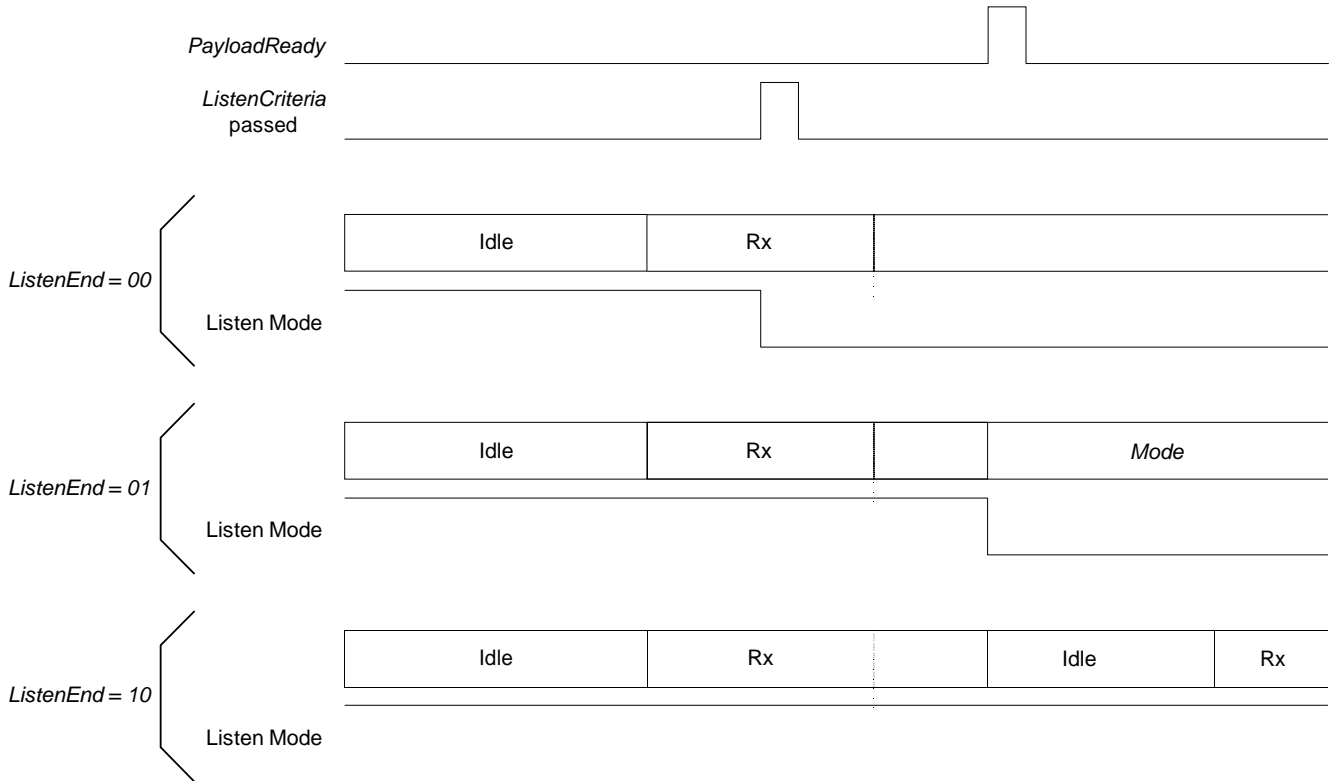 PayloadReady
ListenCriteria
passed
Idle
Rx
ListenEnd = 00
Listen Mode
Idle
Rx
Mode
ListenEnd = 01
Listen Mode
Idle
Rx
Idle
Rx
ListenEnd = 10
Listen Mode